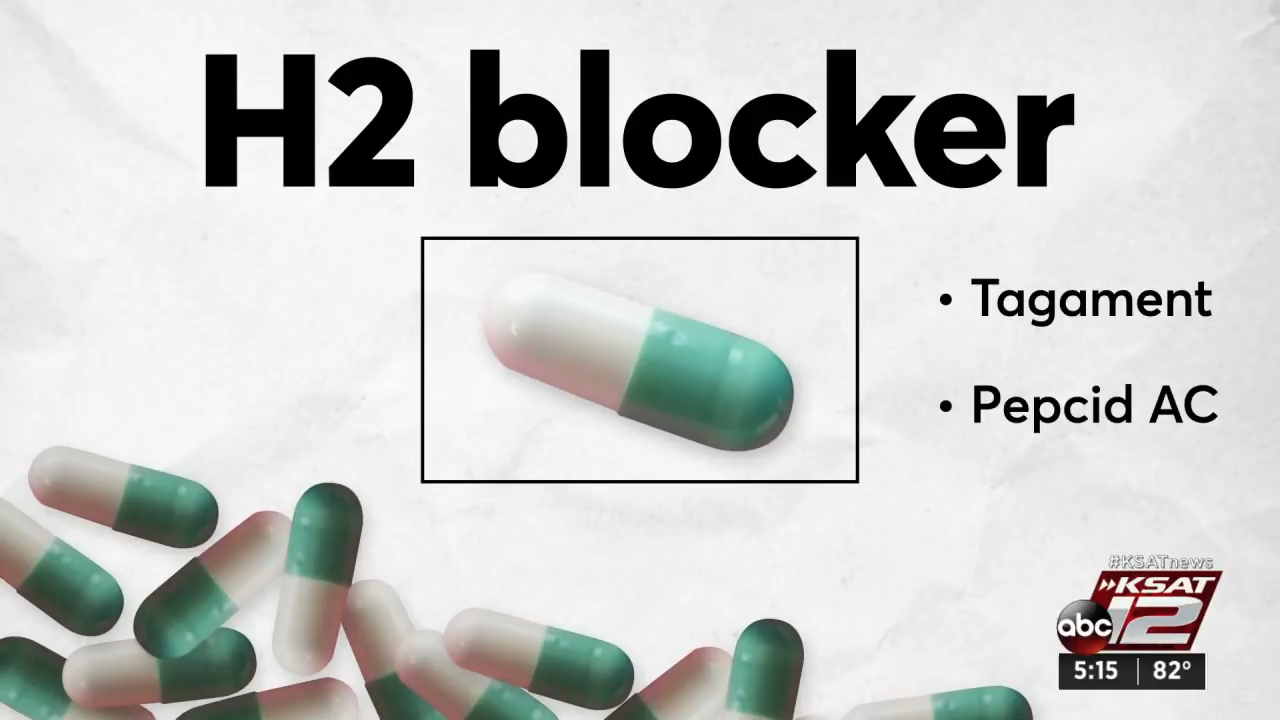 H2 blocker
• Tagament
• Pepcid AC
#KSATnews
KSAT
abc 12
5:15 82°